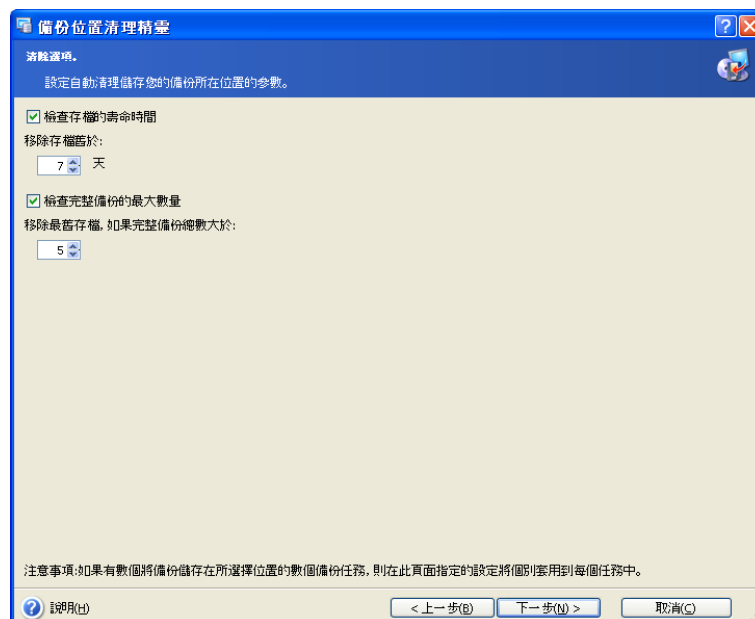 備份位置清理精靈
清除選項。
設定自動清理儲存您的備份所在位置的參數。
檢查存檔的壽命時間
移除存檔舊於:
7 天
檢查完整備份的最大數量
移除最舊存檔, 如果完整備份總數大於:
5
注意事項:如果有數個將備份儲存在所選擇位置的數個備份任務, 則在此頁面指定的設定將個別套用到每個任務中。
說明(H)
< 上一步(B)
下一步(N) >
取消(C)